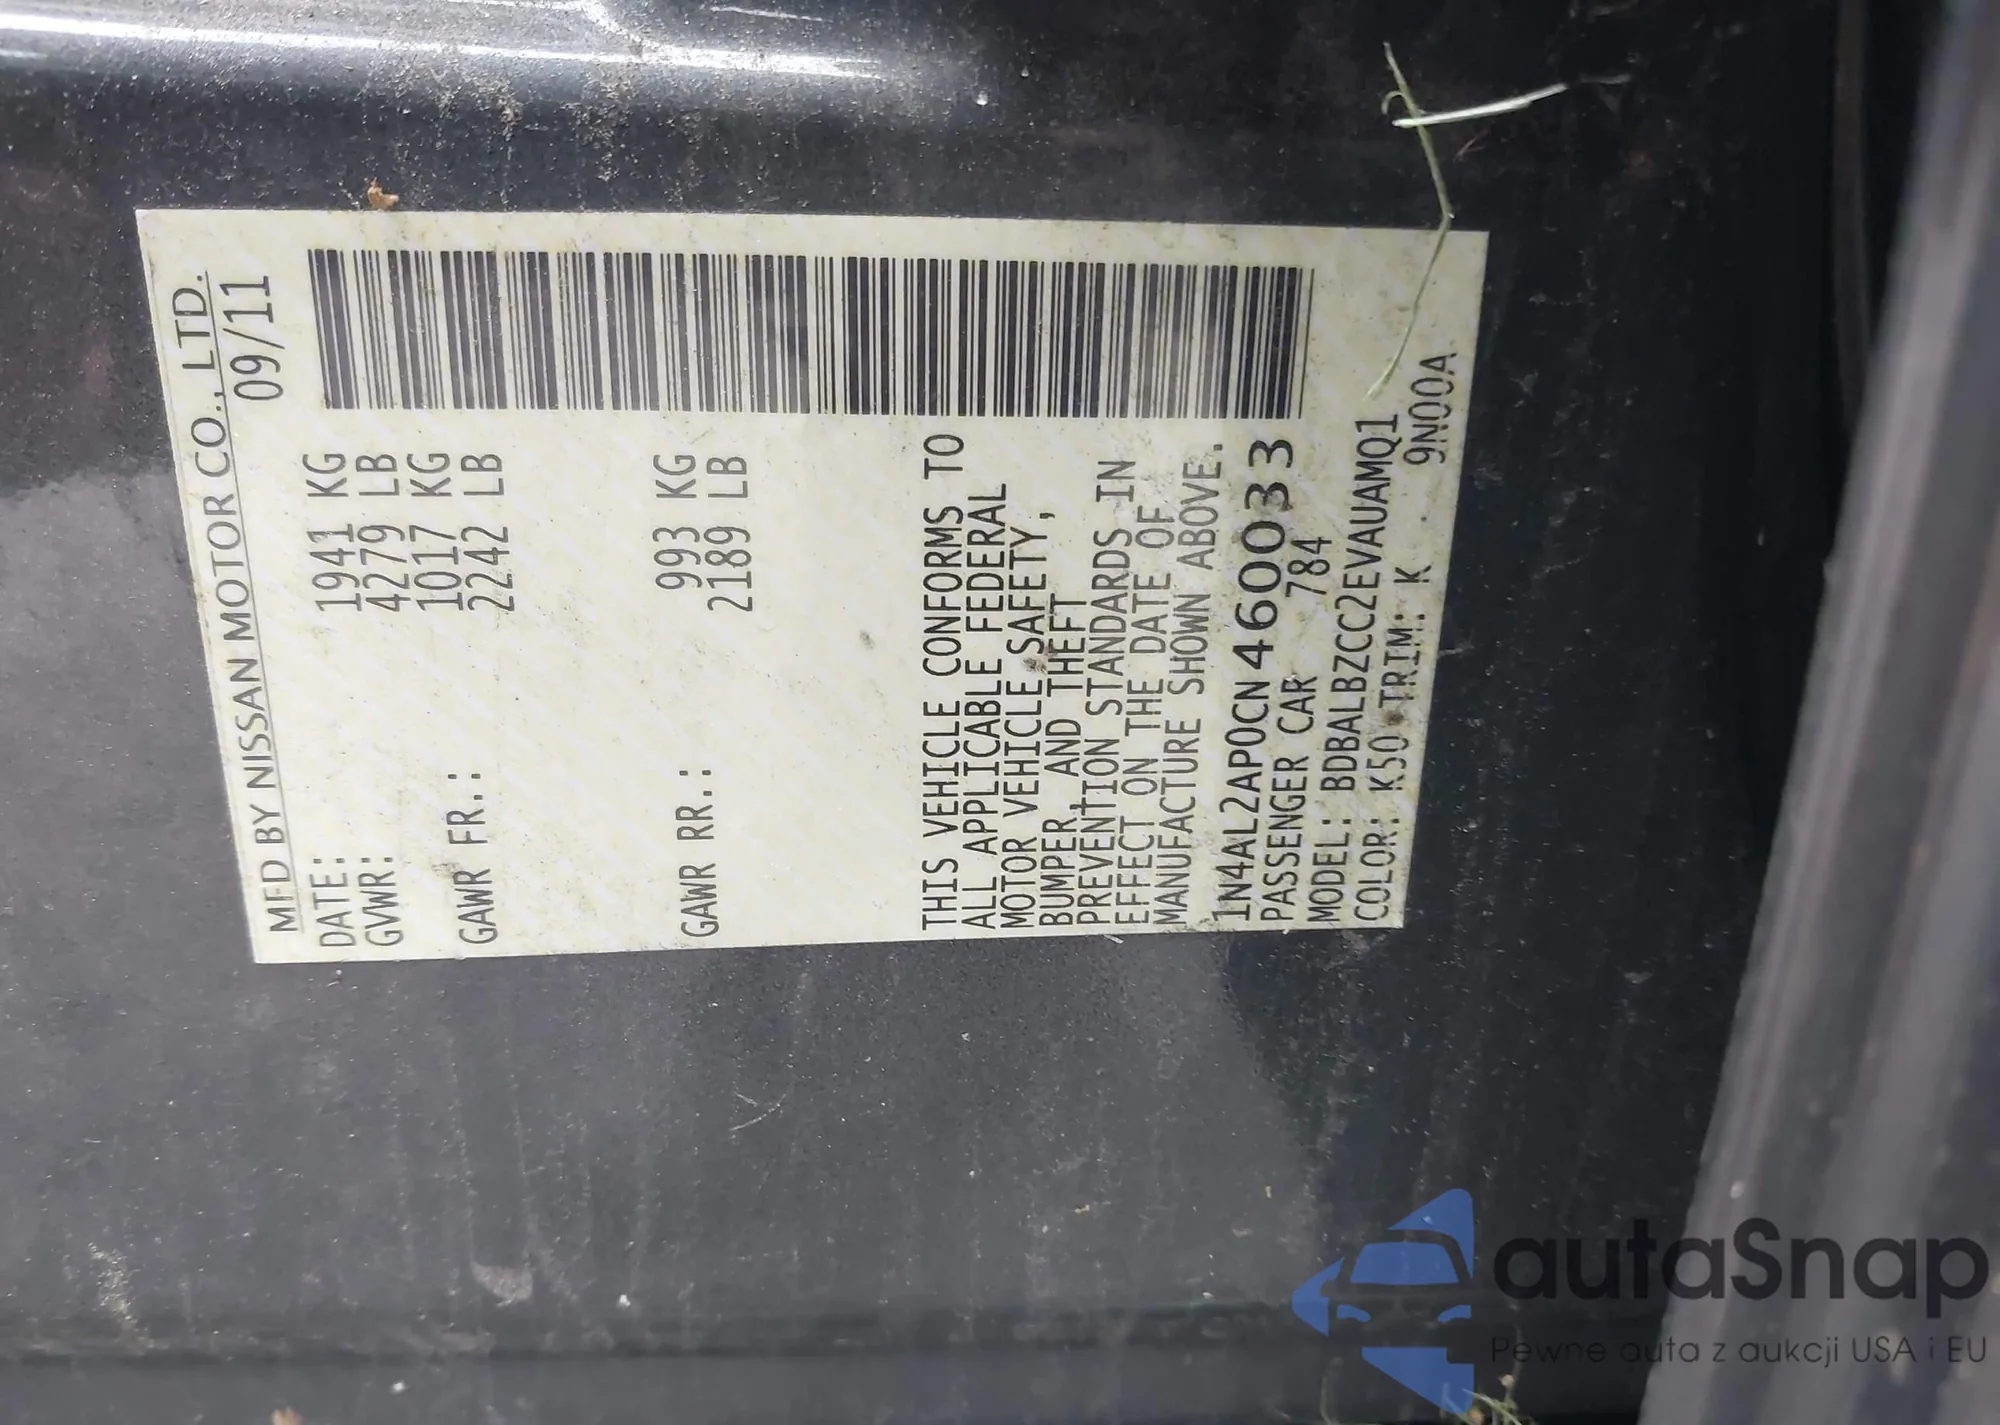 MFD BY NISSAN MOTOR CO., LTD.
DATE: 09/11
GVWR: 1941 KG
4279 LB
GAWR FR.: 1017 KG
2242 LB
GAWR RR.: 993 KG
2189 LB
THIS VEHICLE CONFORMS TO
ALL APPLICABLE FEDERAL
MOTOR VEHICLE SAFETY,
BUMPER, AND THEFT
PREVENTION STANDARDS IN
EFFECT ON THE DATE OF
MANUFACTURE SHOWN ABOVE.
1N4AL2AP0CN460033
PASSENGER CAR 784
MODEL: BDBALBZCC2EVAUAMQ1
COLOR: K50 TRIM: K
9N00A
autaSnap
Pewne auta z aukcji USA i EU